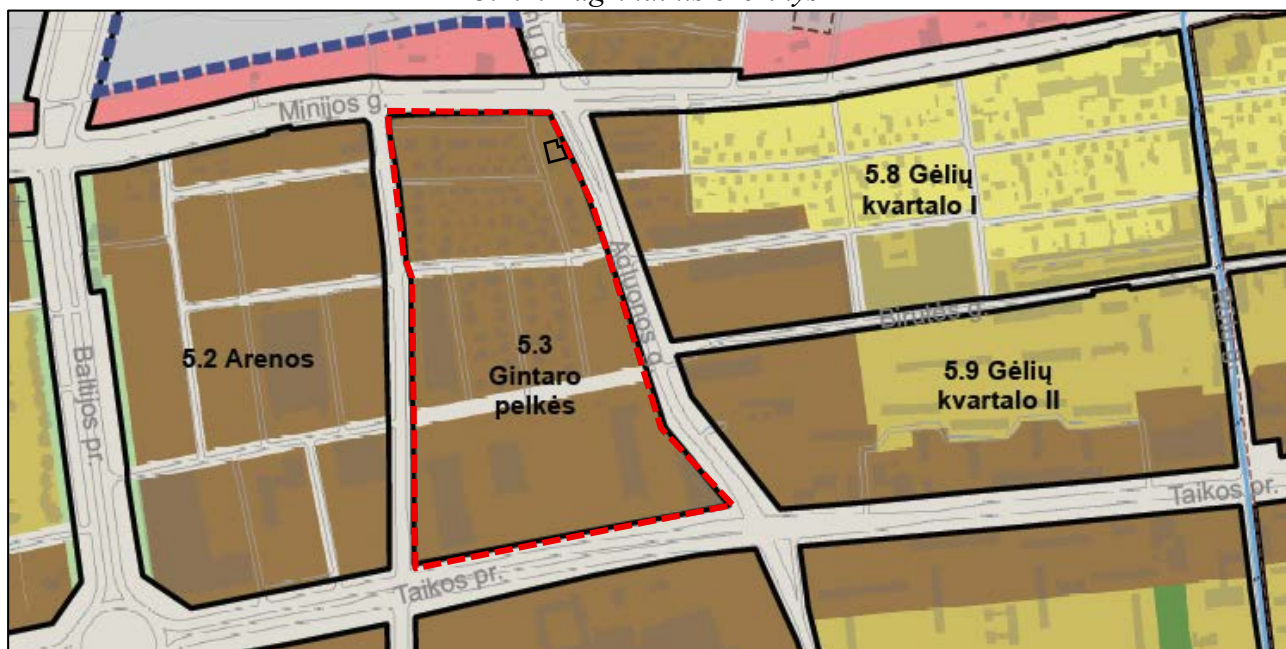 Minijos g.
5.8 Gėlių
kvartalo I
Agluonos g.
Birutės g.
5.2 Arenos
5.3
Gintaro
pelkės
5.9 Gėlių
kvartalo II
Baltijos pr.
Taikos pr.
Taikos pr.